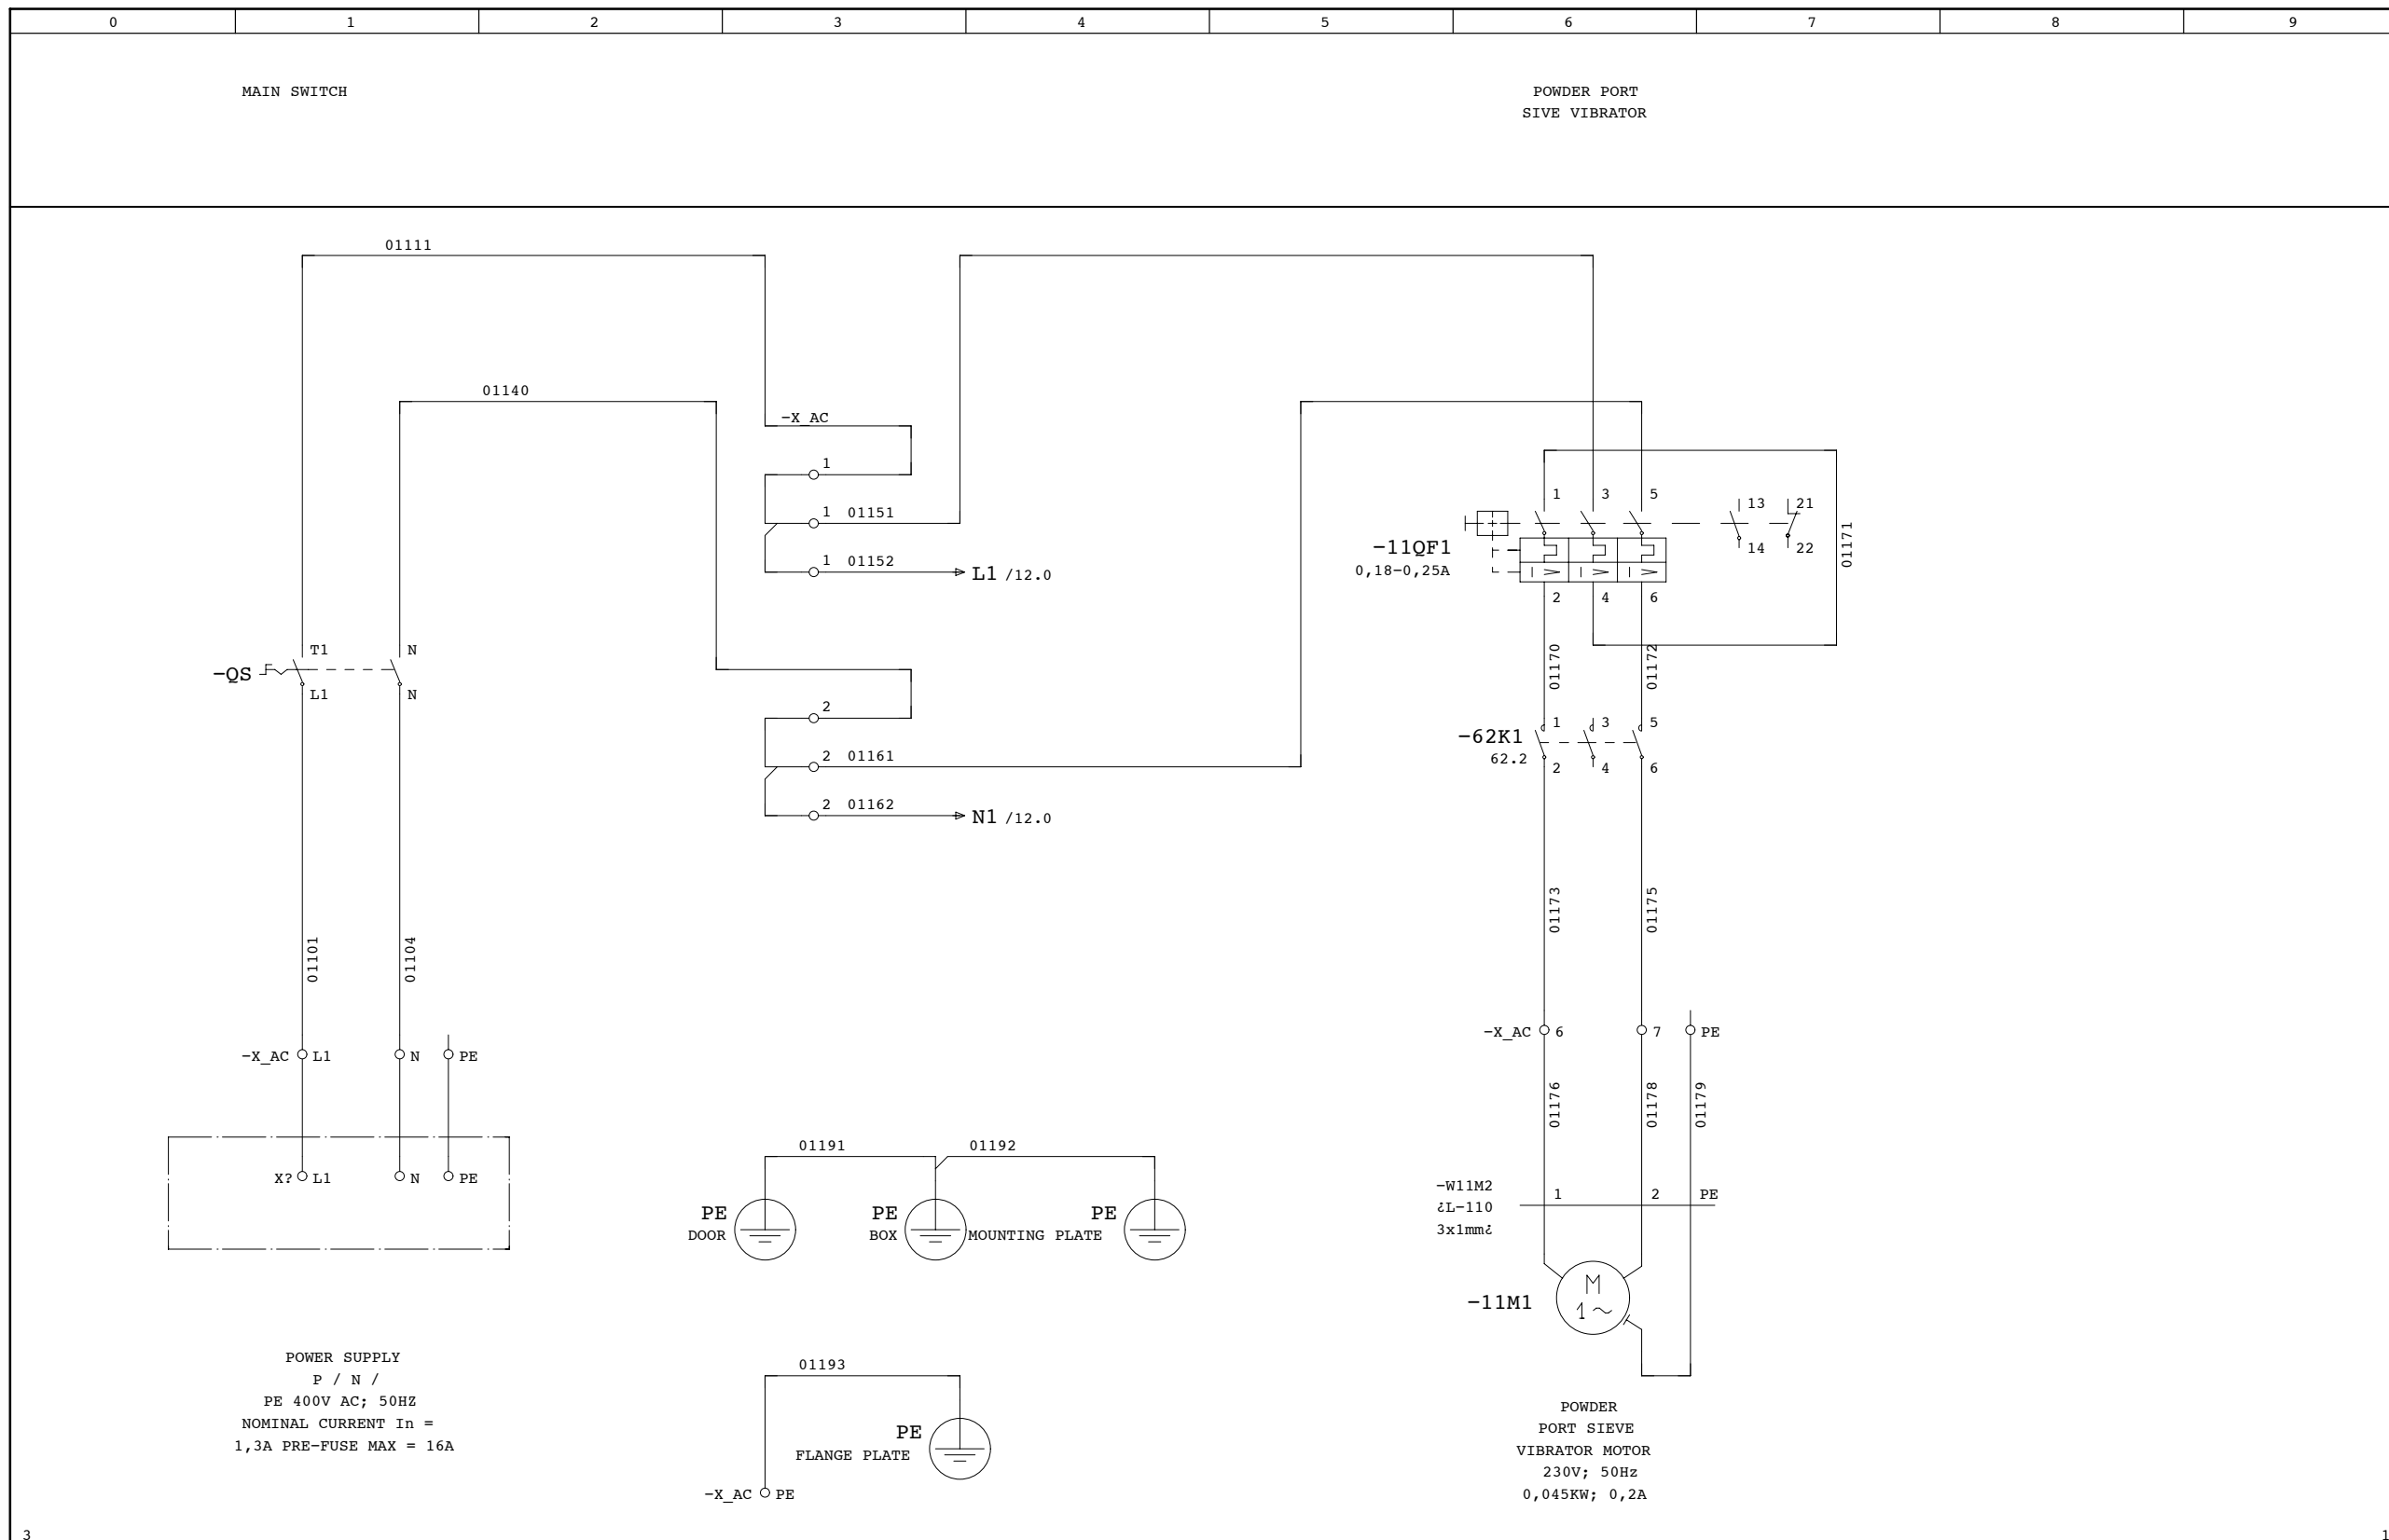 0 1 2 3 4 5 6 7 8 9
MAIN SWITCH
POWDER PORT
SIVE VIBRATOR
01111
01140
-X_AC
1
1 01151
1 01152
L1 /12.0
2
2 01161
2 01162
N1 /12.0
-QS
T1
N
L1
N
01101
01104
-X_AC L1 N PE
X? L1 N PE
POWER SUPPLY
P / N /
PE 400V AC; 50HZ
NOMINAL CURRENT In =
1,3A PRE-FUSE MAX = 16A
01191
01192
PE
DOOR
PE
BOX
PE
MOUNTING PLATE
01193
PE
FLANGE PLATE
-X_AC PE
1 3 5
13 21
-11QF1
0,18-0,25A
14 22
2 4 6
01171
01170
01172
1 3 5
-62K1
62.2
2 4 6
01173
01175
-X_AC 6 7 PE
01176
01178
01179
-W11M2
¿L-110
3x1mm¿
1 2 PE
-11M1
M
1~
POWDER
PORT SIEVE
VIBRATOR MOTOR
230V; 50Hz
0,045KW; 0,2A
3
1